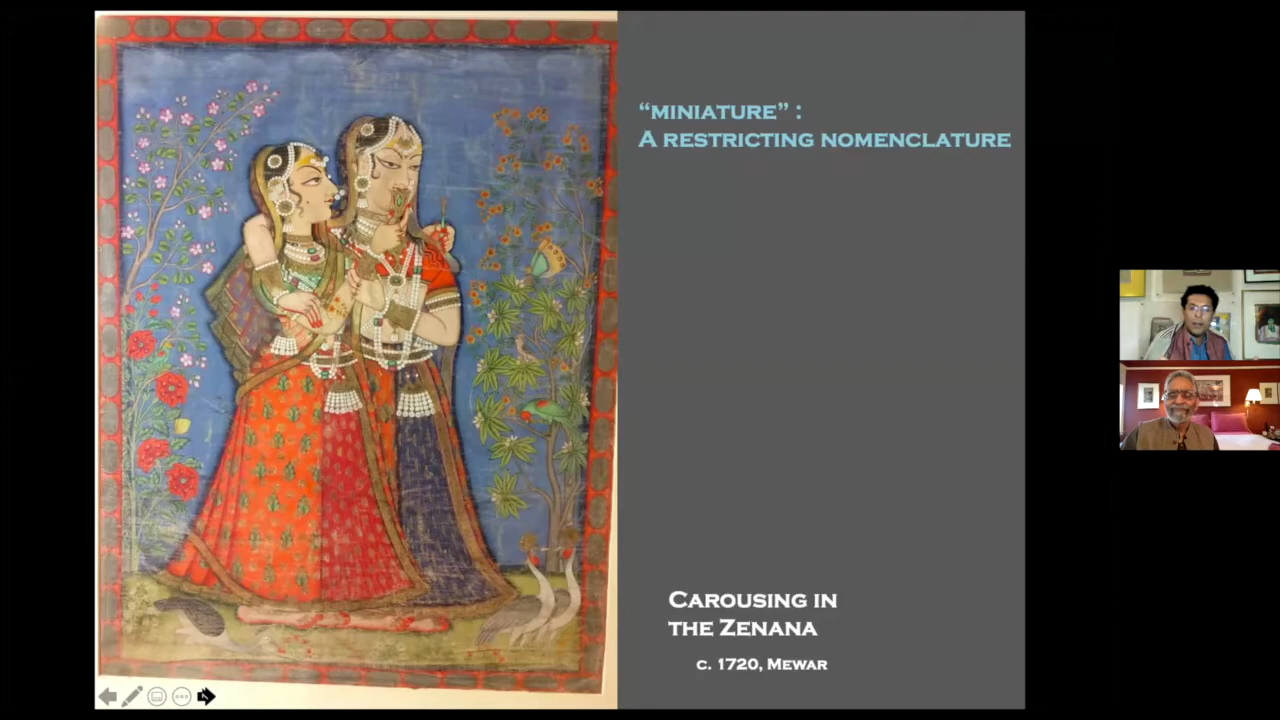 “MINIATURE” :
A RESTRICTING NOMENCLATURE
CAROUSING IN
THE ZENANA
c. 1720, MEWAR